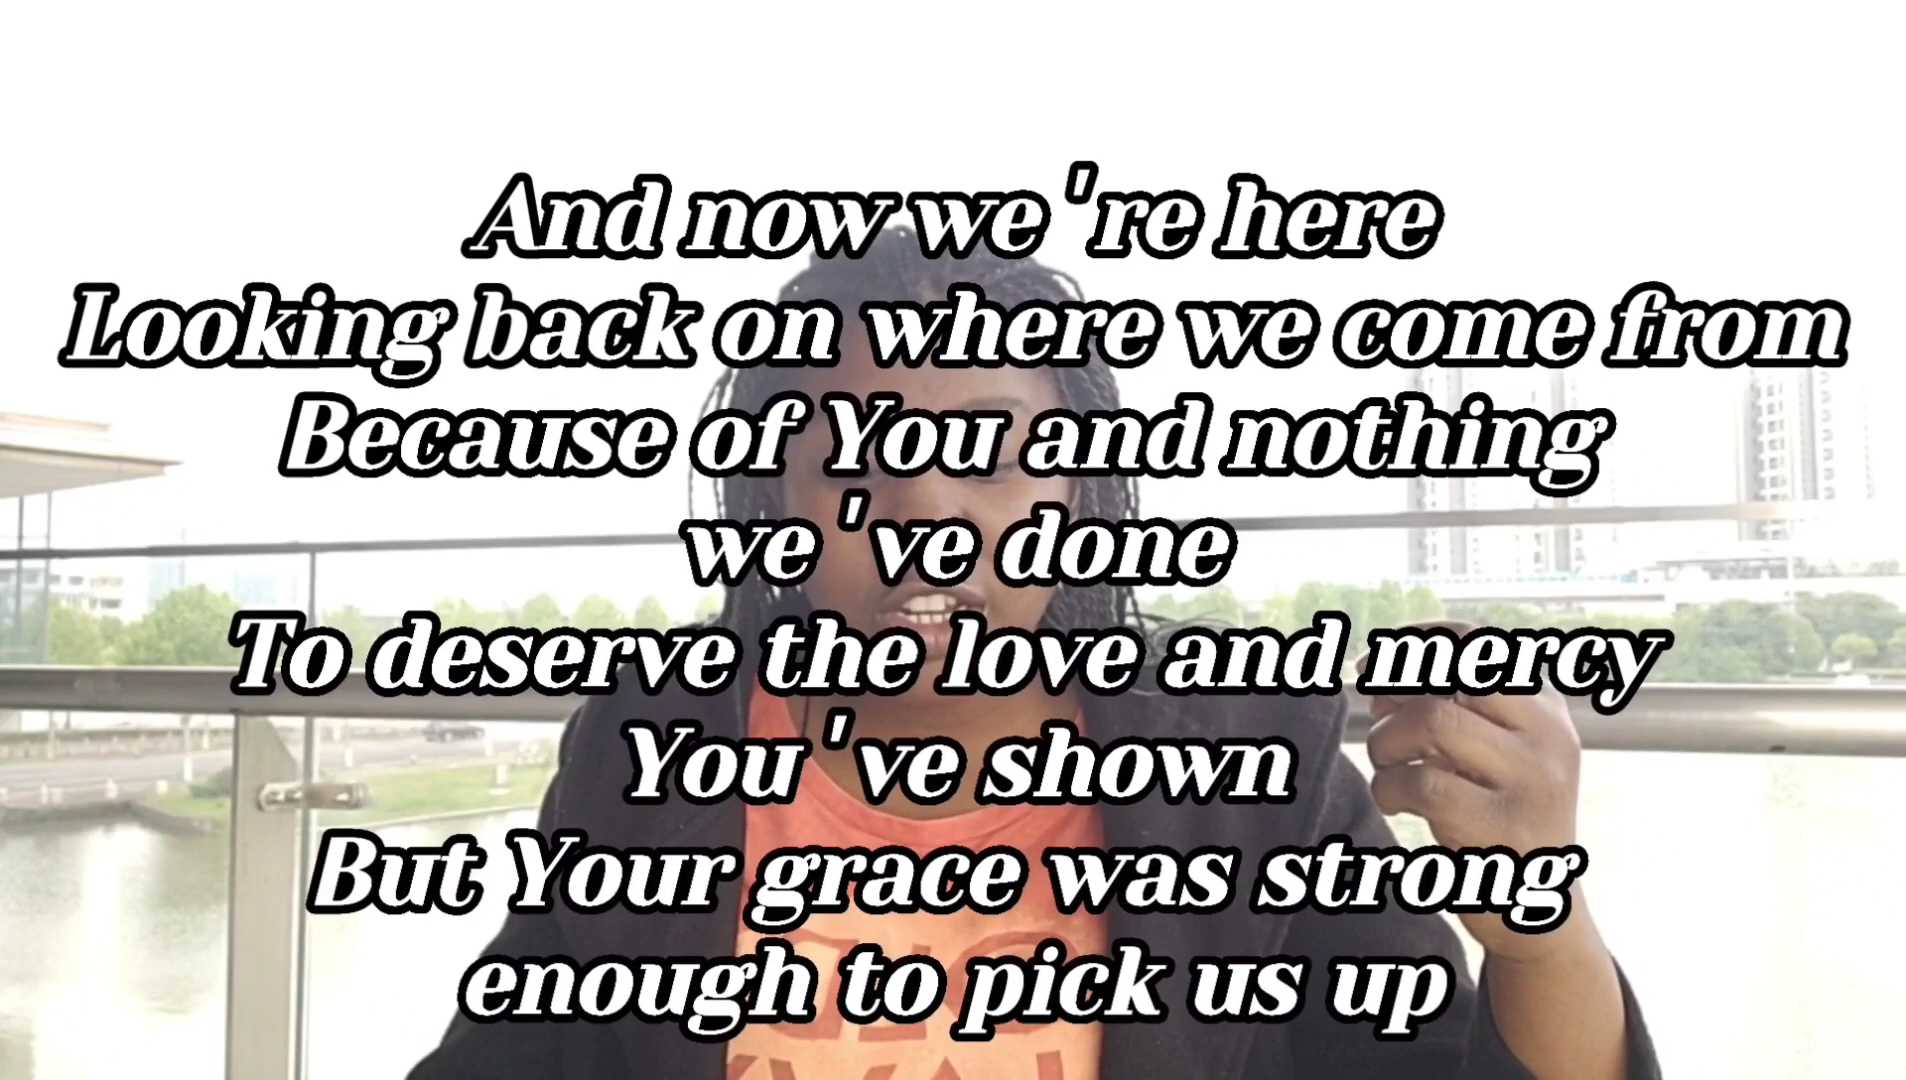 And now we're here
Looking back on where we come from
Because of You and nothing
we've done
To deserve the love and mercy
You've shown
But Your grace was strong
enough to pick us up